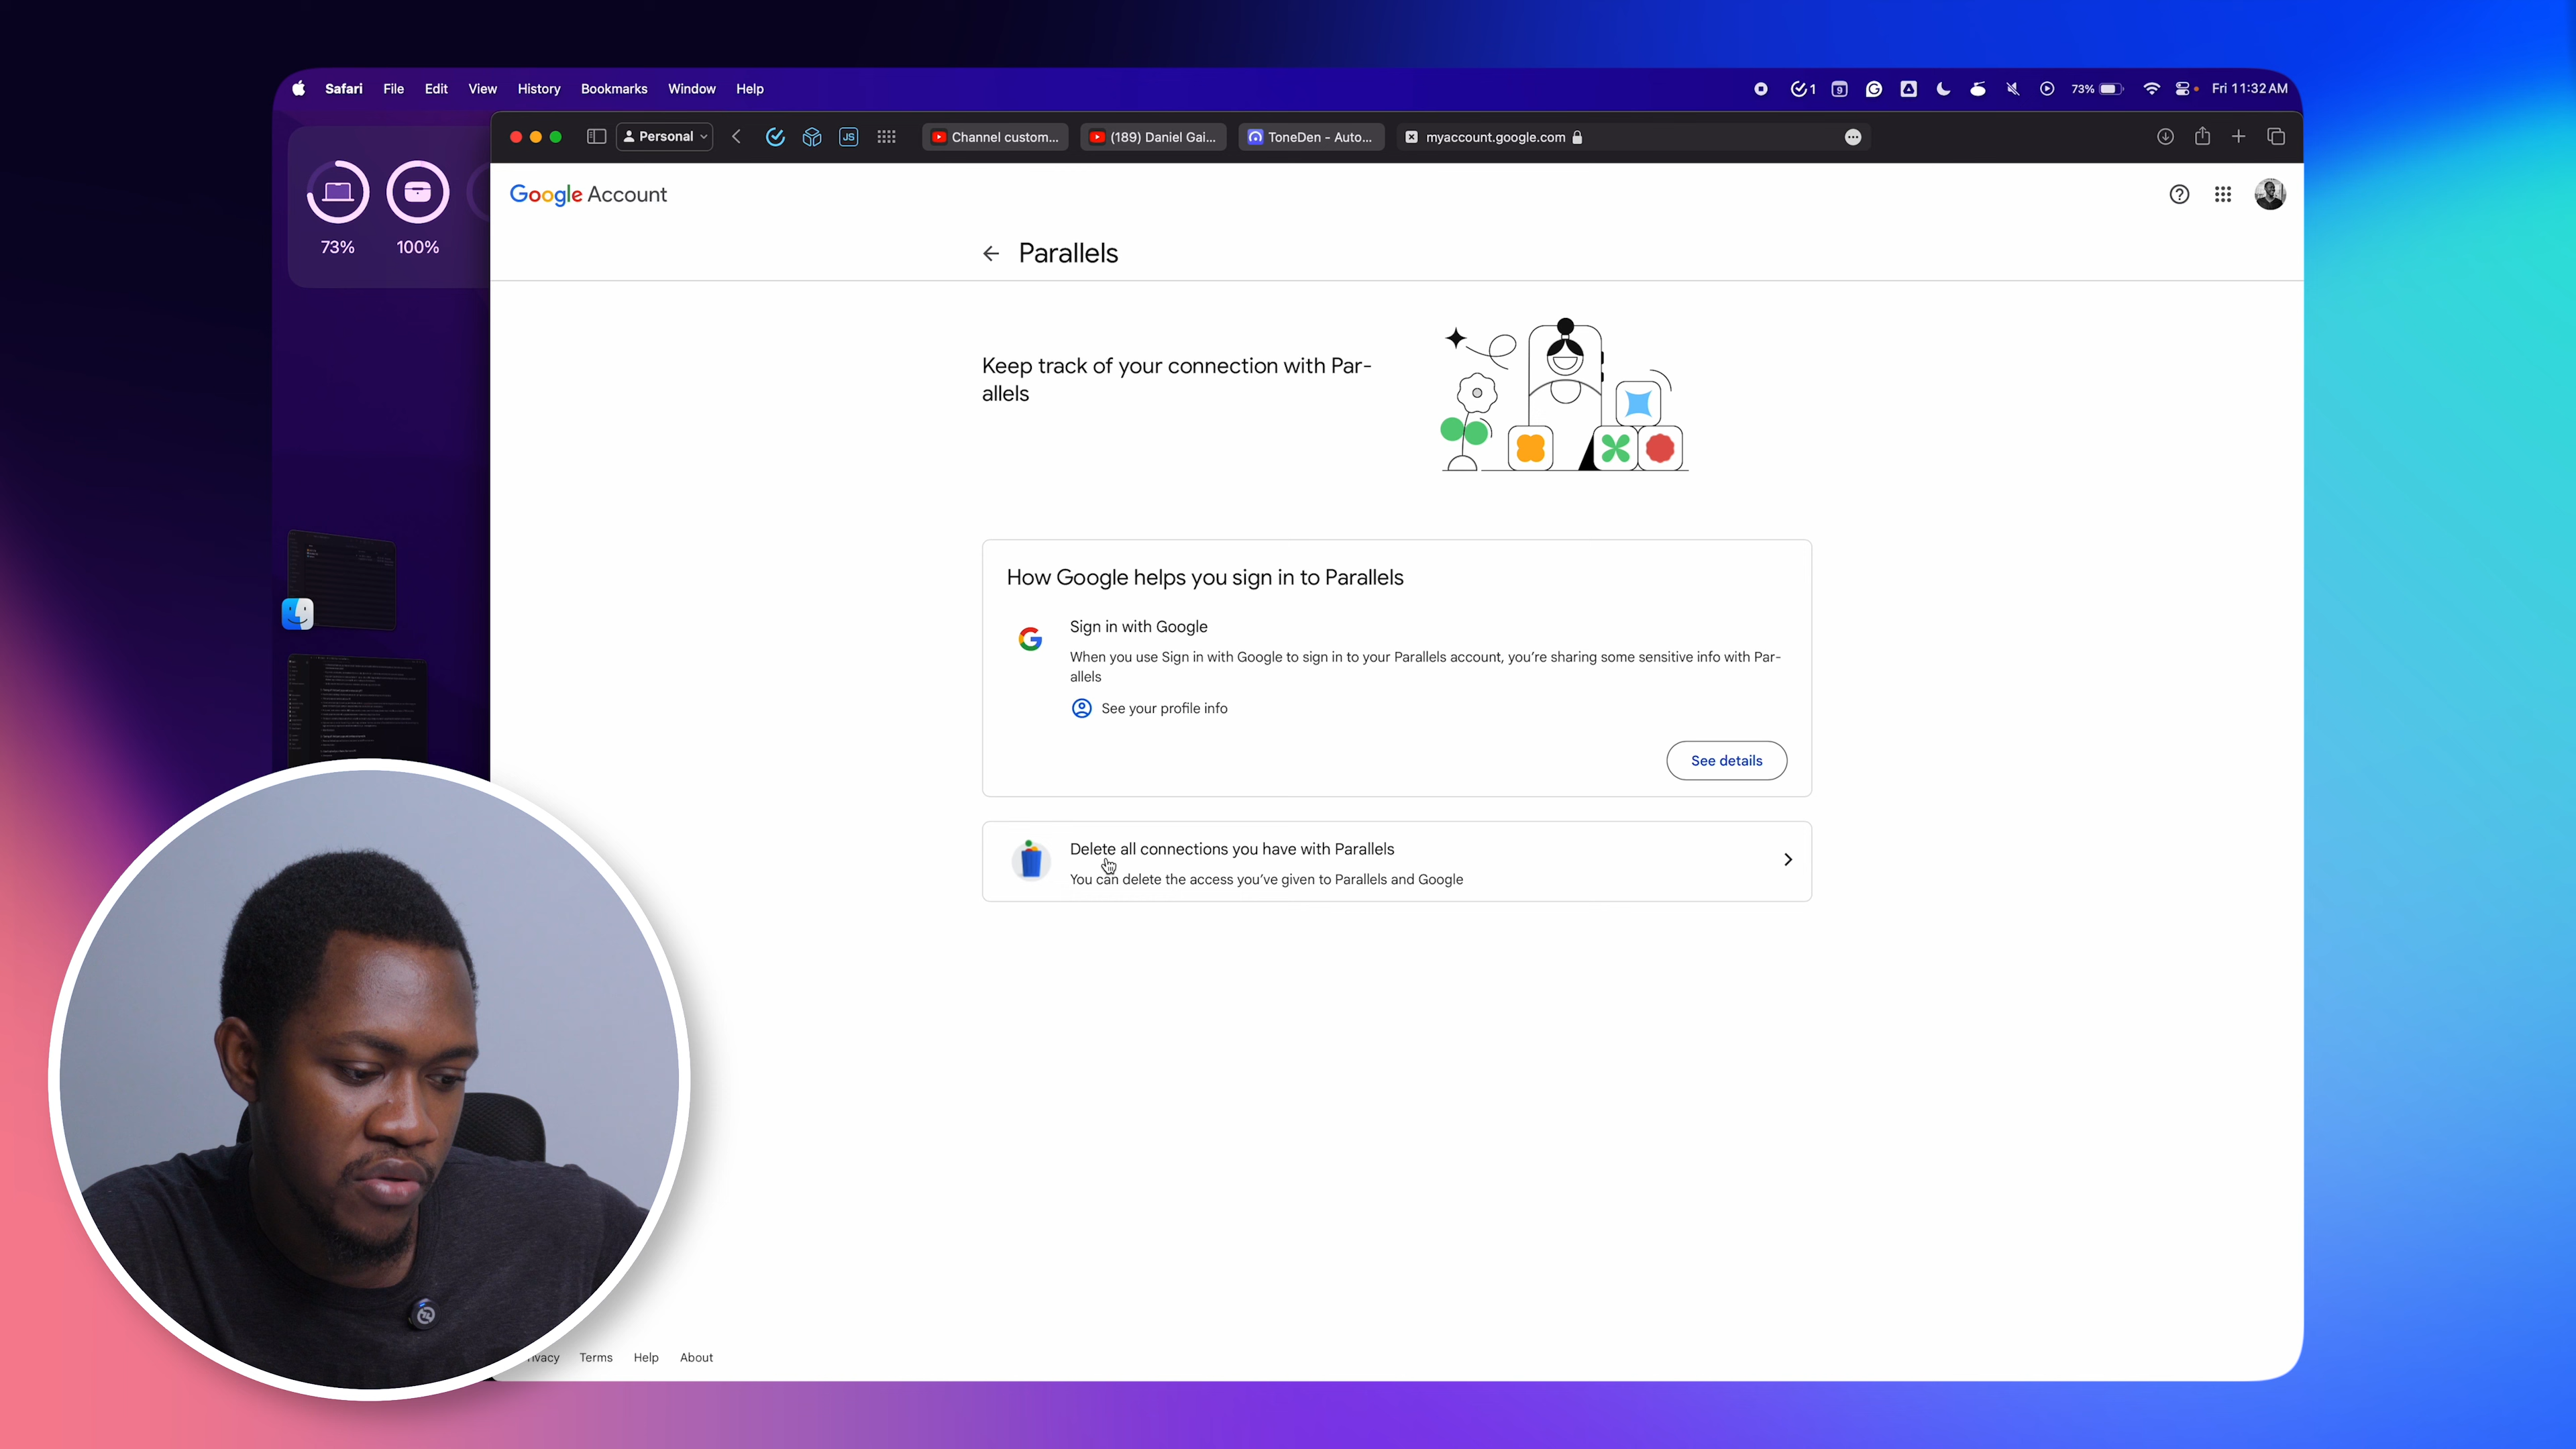 Safari File Edit View History Bookmarks Window Help
1 9 73% Fri 11:32 AM
Personal JS Channel custom... (189) Daniel Gai... ToneDen - Auto... myaccount.google.com
73% 100%
Google Account
Parallels
Keep track of your connection with Par-
allels
How Google helps you sign in to Parallels
Sign in with Google
When you use Sign in with Google to sign in to your Parallels account, you're sharing some sensitive info with Par-
allels
See your profile info
See details
Delete all connections you have with Parallels
You can delete the access you've given to Parallels and Google
Terms Help About